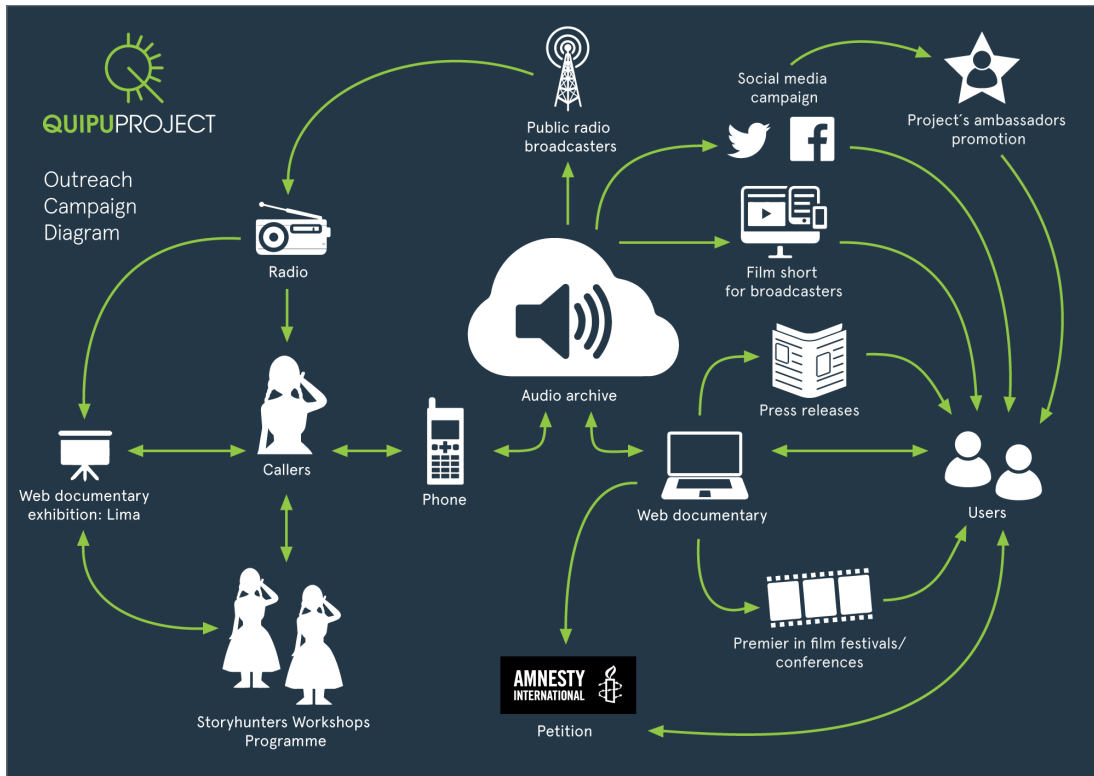 QUIPUPROJECT
Outreach
Campaign
Diagram
Public radio
broadcasters
Social media
campaign
Project´s ambassadors
promotion
Radio
Film short
for broadcasters
Audio archive
Press releases
Callers
Phone
Web documentary
exhibition: Lima
Web documentary
Users
Premier in film festivals/
conferences
AMNESTY
INTERNATIONAL
Petition
Storyhunters Workshops
Programme